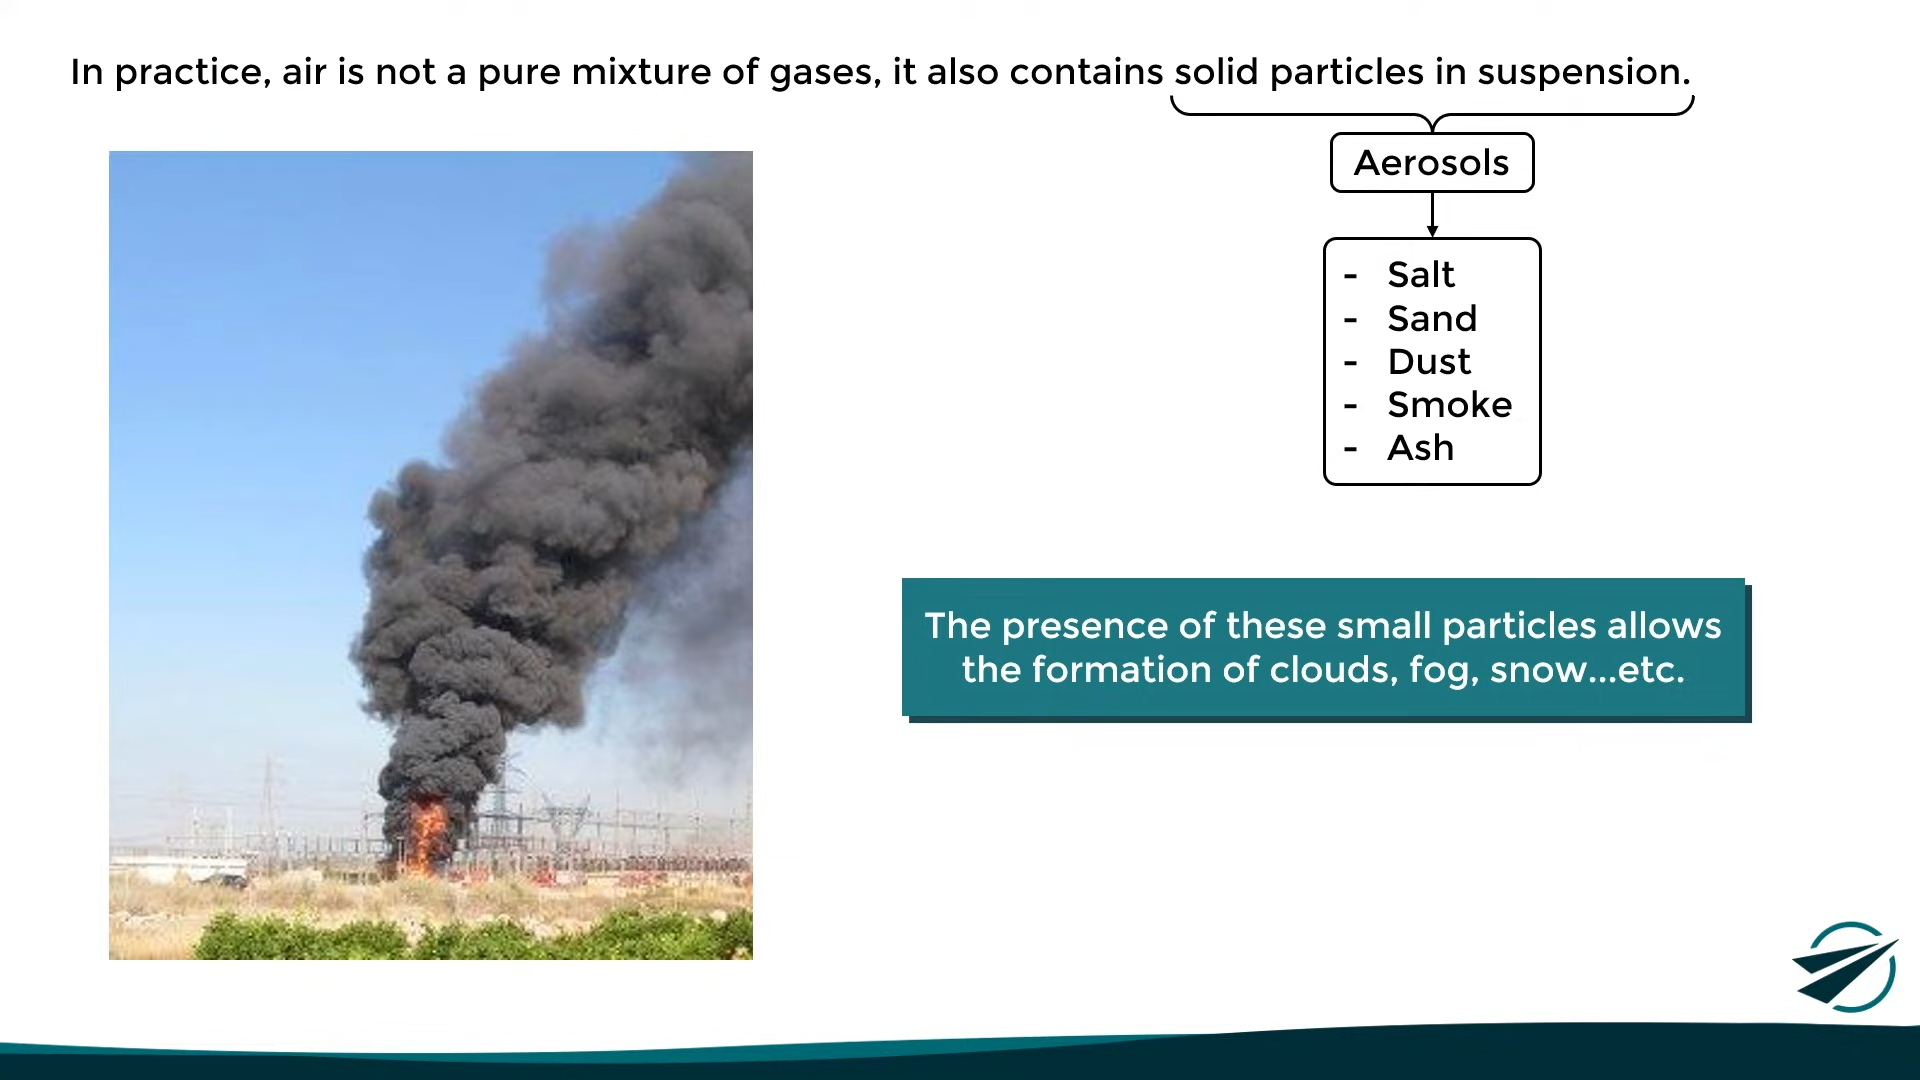 In practice, air is not a pure mixture of gases, it also contains solid particles in suspension.
Aerosols
- Salt
- Sand
- Dust
- Smoke
- Ash
The presence of these small particles allows
the formation of clouds, fog, snow...etc.